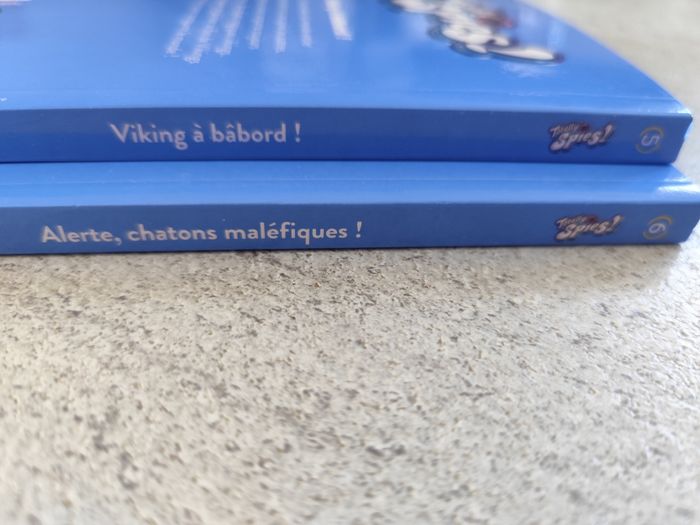 Viking à bâbord !
Totally Spies!
5
Alerte, chatons maléfiques !
Totally Spies!
6